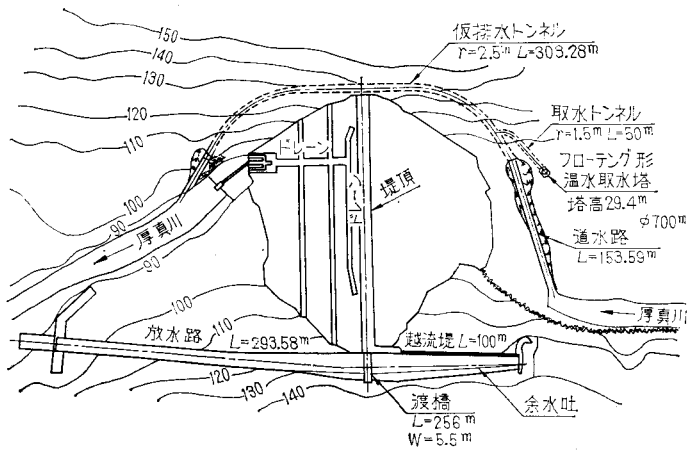 150
140
130
120
110
100
90
仮排水トンネル
r=2.5m L=309.28m
取水トンネル
r=1.5m L=50m
フローテング形
温水取水塔
塔高29.4m
φ700m
道水路
L=153.59m
ドレーン
堤頂
厚真川
90
厚真川
100
放水路
110
L=293.58m
越流堤 L=100m
120
130
140
渡橋
L=256m
W=5.5m
余水吐